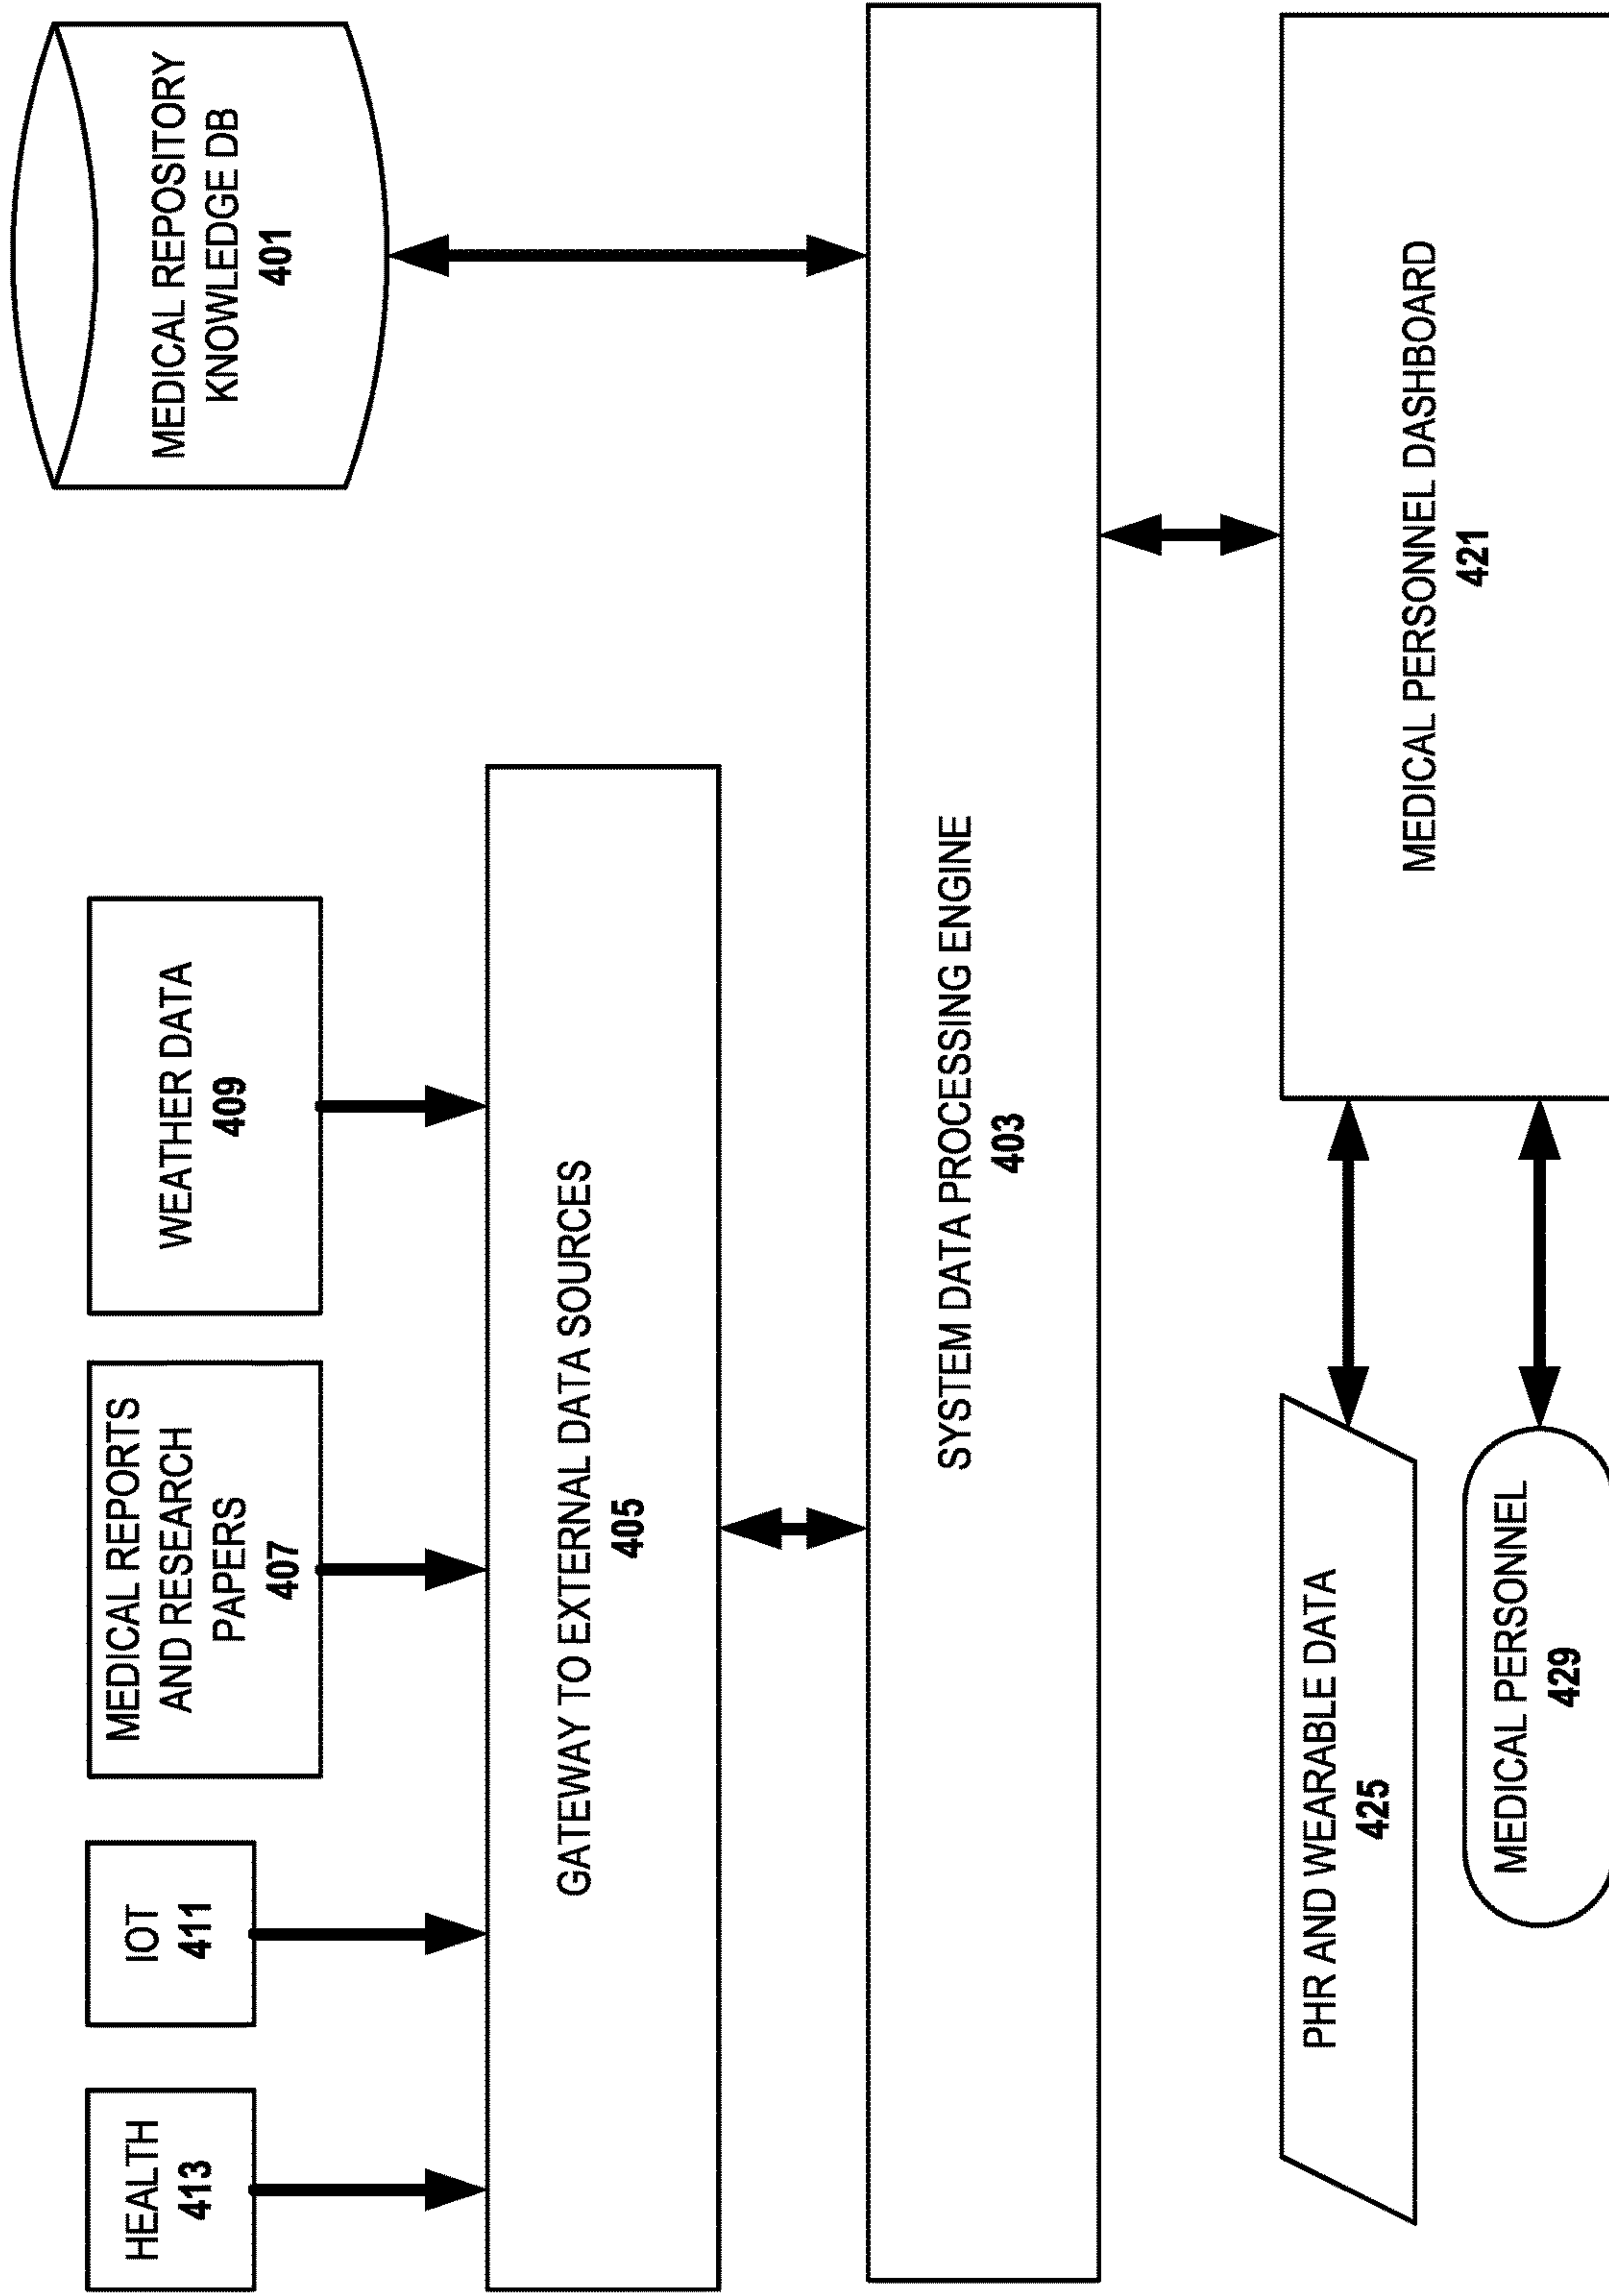 HEALTH
413
IOT
411
MEDICAL REPORTS
AND RESEARCH
PAPERS
407
WEATHER DATA
409
MEDICAL REPOSITORY
KNOWLEDGE DB
401
GATEWAY TO EXTERNAL DATA SOURCES
405
SYSTEM DATA PROCESSING ENGINE
403
PHR AND WEARABLE DATA
425
MEDICAL PERSONNEL
429
MEDICAL PERSONNEL DASHBOARD
421